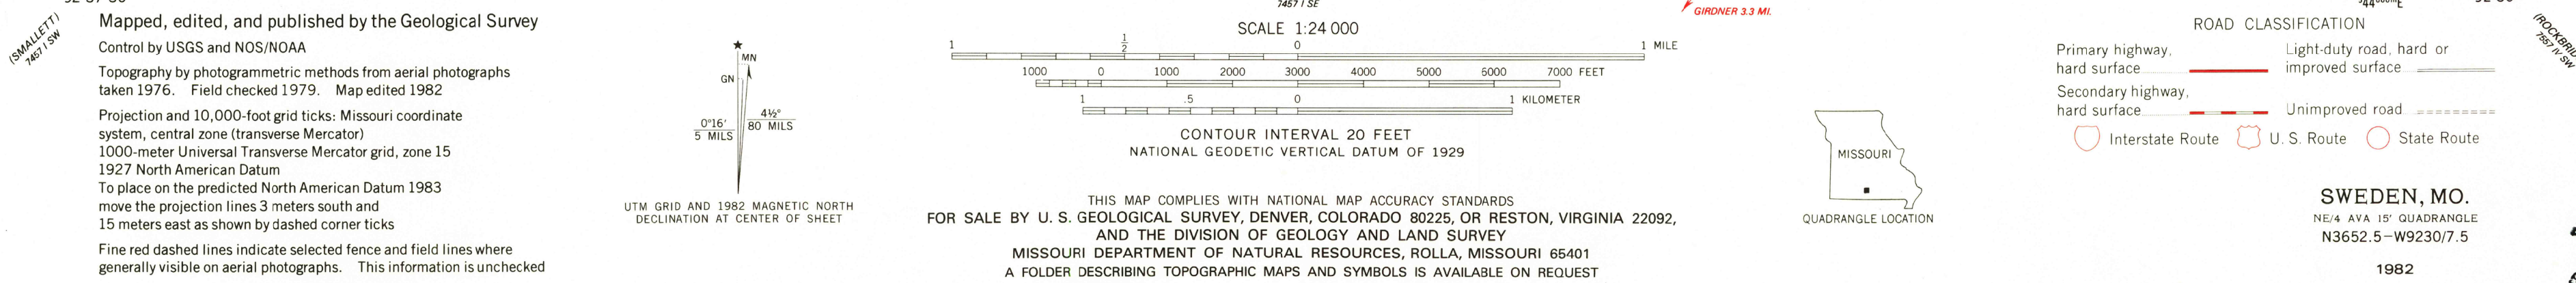 (SMALLETT)
7457 I SW
Mapped, edited, and published by the Geological Survey
Control by USGS and NOS/NOAA
Topography by photogrammetric methods from aerial photographs
taken 1976. Field checked 1979. Map edited 1982
Projection and 10,000-foot grid ticks: Missouri coordinate
system, central zone (transverse Mercator)
1000-meter Universal Transverse Mercator grid, zone 15
1927 North American Datum
To place on the predicted North American Datum 1983
move the projection lines 3 meters south and
15 meters east as shown by dashed corner ticks
Fine red dashed lines indicate selected fence and field lines where
generally visible on aerial photographs. This information is unchecked
★
MN
GN
0°16′
5 MILS
4½°
80 MILS
UTM GRID AND 1982 MAGNETIC NORTH
DECLINATION AT CENTER OF SHEET
7457 I SE
SCALE 1:24 000
1 ½ 0 1 MILE
1000 0 1000 2000 3000 4000 5000 6000 7000 FEET
1 .5 0 1 KILOMETER
CONTOUR INTERVAL 20 FEET
NATIONAL GEODETIC VERTICAL DATUM OF 1929
THIS MAP COMPLIES WITH NATIONAL MAP ACCURACY STANDARDS
FOR SALE BY U. S. GEOLOGICAL SURVEY, DENVER, COLORADO 80225, OR RESTON, VIRGINIA 22092,
AND THE DIVISION OF GEOLOGY AND LAND SURVEY
MISSOURI DEPARTMENT OF NATURAL RESOURCES, ROLLA, MISSOURI 65401
A FOLDER DESCRIBING TOPOGRAPHIC MAPS AND SYMBOLS IS AVAILABLE ON REQUEST
GIRDNER 3.3 MI.
MISSOURI
QUADRANGLE LOCATION
ROAD CLASSIFICATION
Primary highway,
hard surface
Light-duty road, hard or
improved surface
Secondary highway,
hard surface
Unimproved road
Interstate Route
U. S. Route
State Route
SWEDEN, MO.
NE/4 AVA 15′ QUADRANGLE
N3652.5–W9230/7.5
1982
7557 IV SW